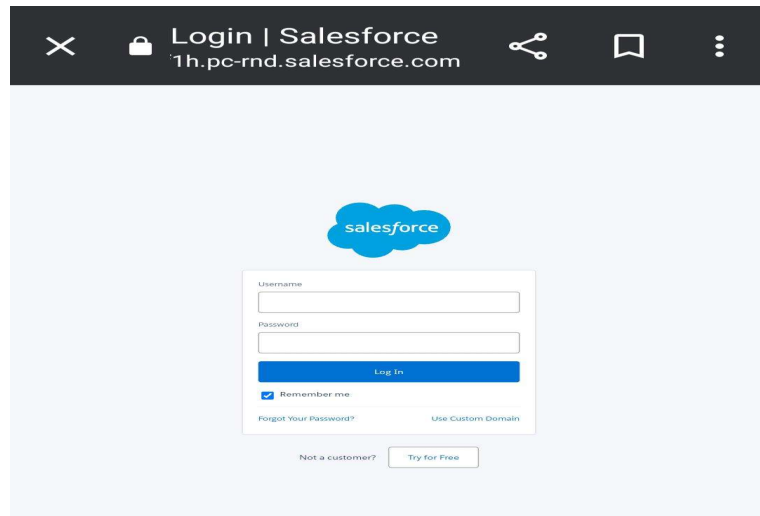 Login | Salesforce
1h.pc-rnd.salesforce.com
salesforce
Username
Password
Log In
Remember me
Forgot Your Password? Use Custom Domain
Not a customer? Try for Free